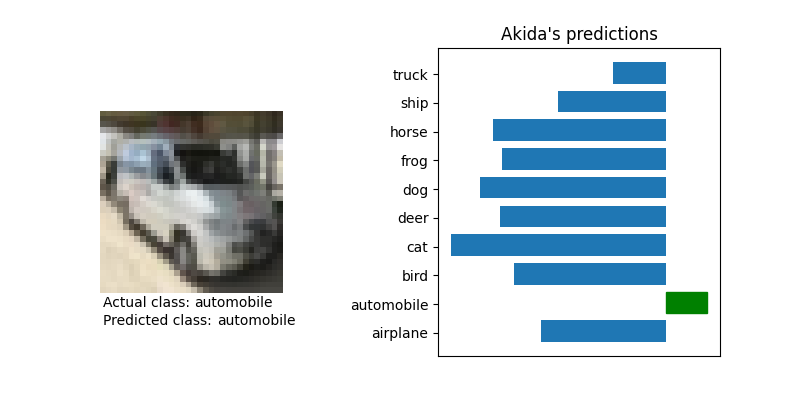 Akida's predictions
truck
ship
horse
frog
dog
deer
cat
bird
automobile
airplane
Actual class: automobile
Predicted class: automobile